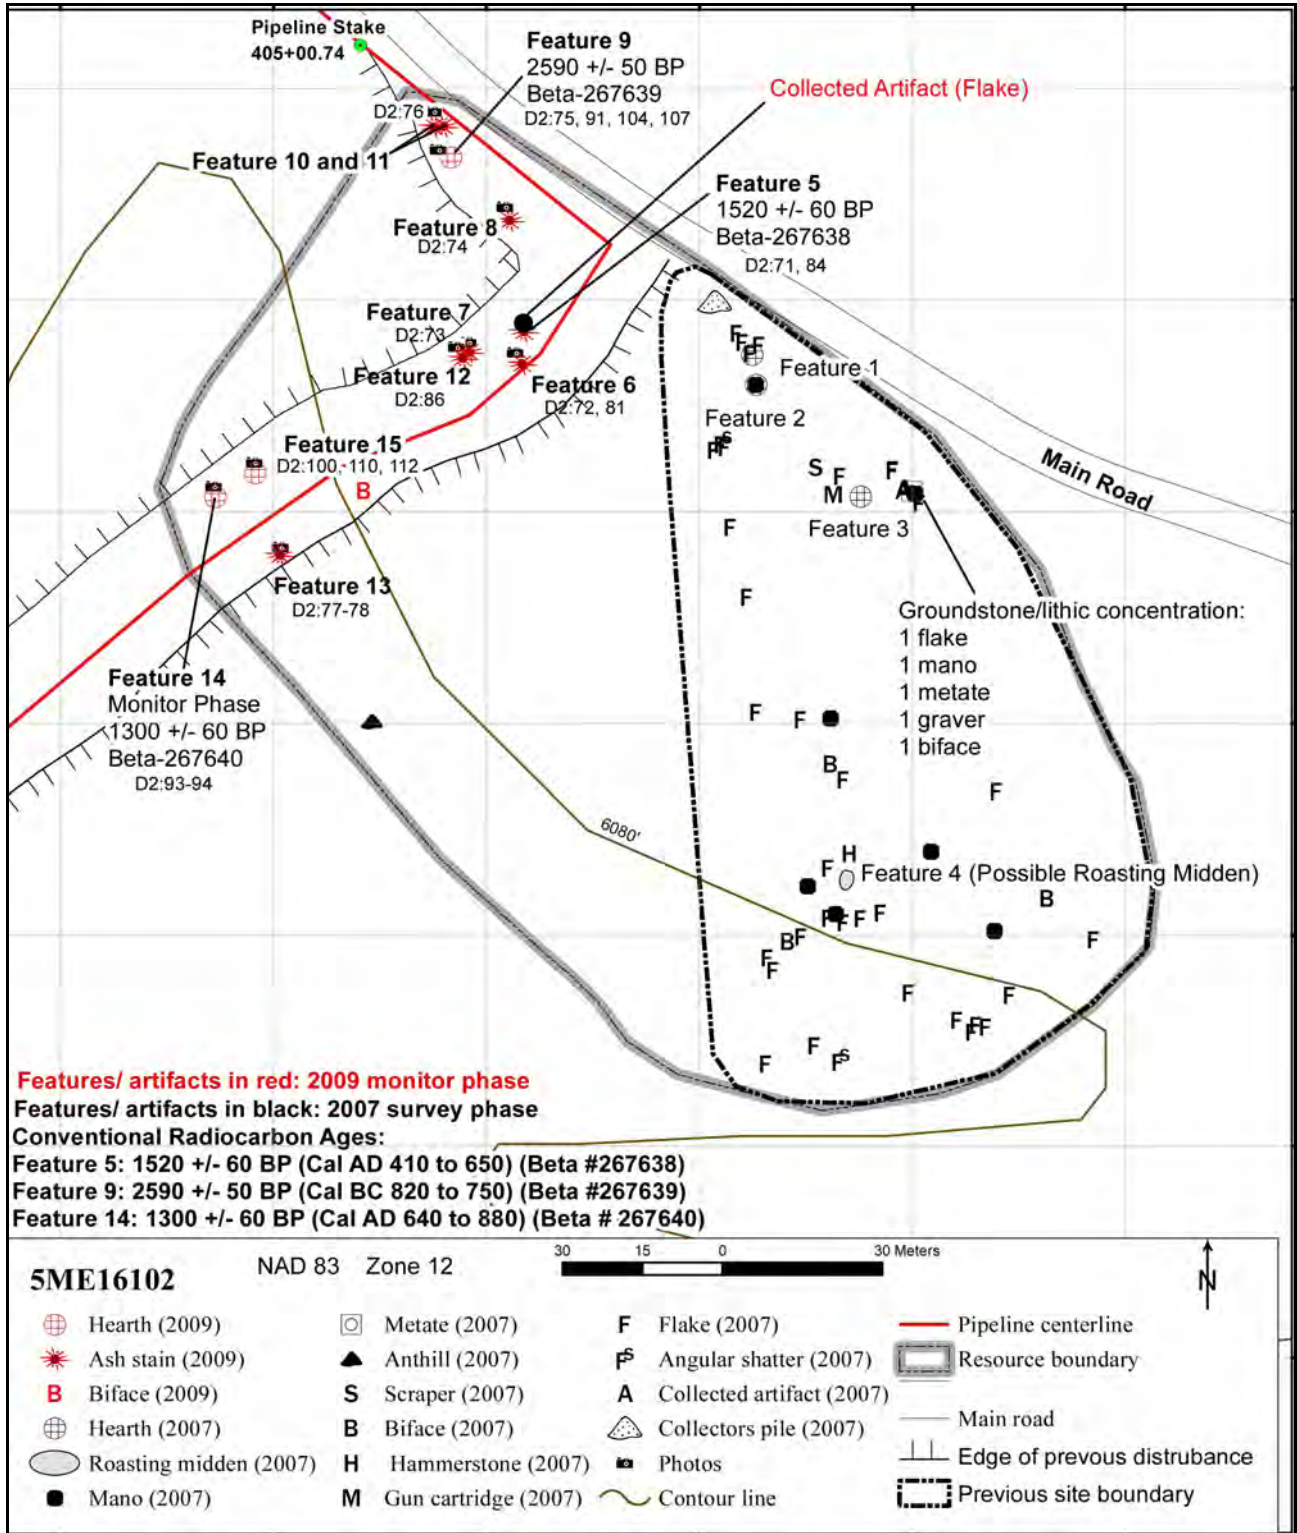 Pipeline Stake
405+00.74
Feature 9
2590 +/- 50 BP
Beta-267639
D2:75, 91, 104, 107
Collected Artifact (Flake)
D2:76
Feature 10 and 11
Feature 5
1520 +/- 60 BP
Beta-267638
D2:71, 84
Feature 8
D2:74
Feature 7
D2:73
Feature 12
D2:86
Feature 6
D2:72, 81
F
F
F
F
Feature 1
Feature 2
F
F
S
Feature 15
D2:100, 110, 112
B
S
F
M
F
A
F
Feature 3
Main Road
F
Feature 13
D2:77-78
F
Groundstone/lithic concentration:
1 flake
1 mano
1 metate
1 graver
1 biface
Feature 14
Monitor Phase
1300 +/- 60 BP
Beta-267640
D2:93-94
F
F
B
F
F
6080'
H
F
Feature 4 (Possible Roasting Midden)
B
F
F
F
F
B
F
F
F
F
F
F
F
F
F
F
F
F
F
S
Features/ artifacts in red: 2009 monitor phase
Features/ artifacts in black: 2007 survey phase
Conventional Radiocarbon Ages:
Feature 5: 1520 +/- 60 BP (Cal AD 410 to 650) (Beta #267638)
Feature 9: 2590 +/- 50 BP (Cal BC 820 to 750) (Beta #267639)
Feature 14: 1300 +/- 60 BP (Cal AD 640 to 880) (Beta # 267640)
5ME16102
NAD 83 Zone 12
30 15 0 30 Meters
N
Hearth (2009)
Ash stain (2009)
B Biface (2009)
Hearth (2007)
Roasting midden (2007)
Mano (2007)
Metate (2007)
Anthill (2007)
S Scraper (2007)
B Biface (2007)
H Hammerstone (2007)
M Gun cartridge (2007)
F Flake (2007)
FS Angular shatter (2007)
A Collected artifact (2007)
Collectors pile (2007)
Photos
Contour line
Pipeline centerline
Resource boundary
Main road
Edge of prevous distrubance
Previous site boundary